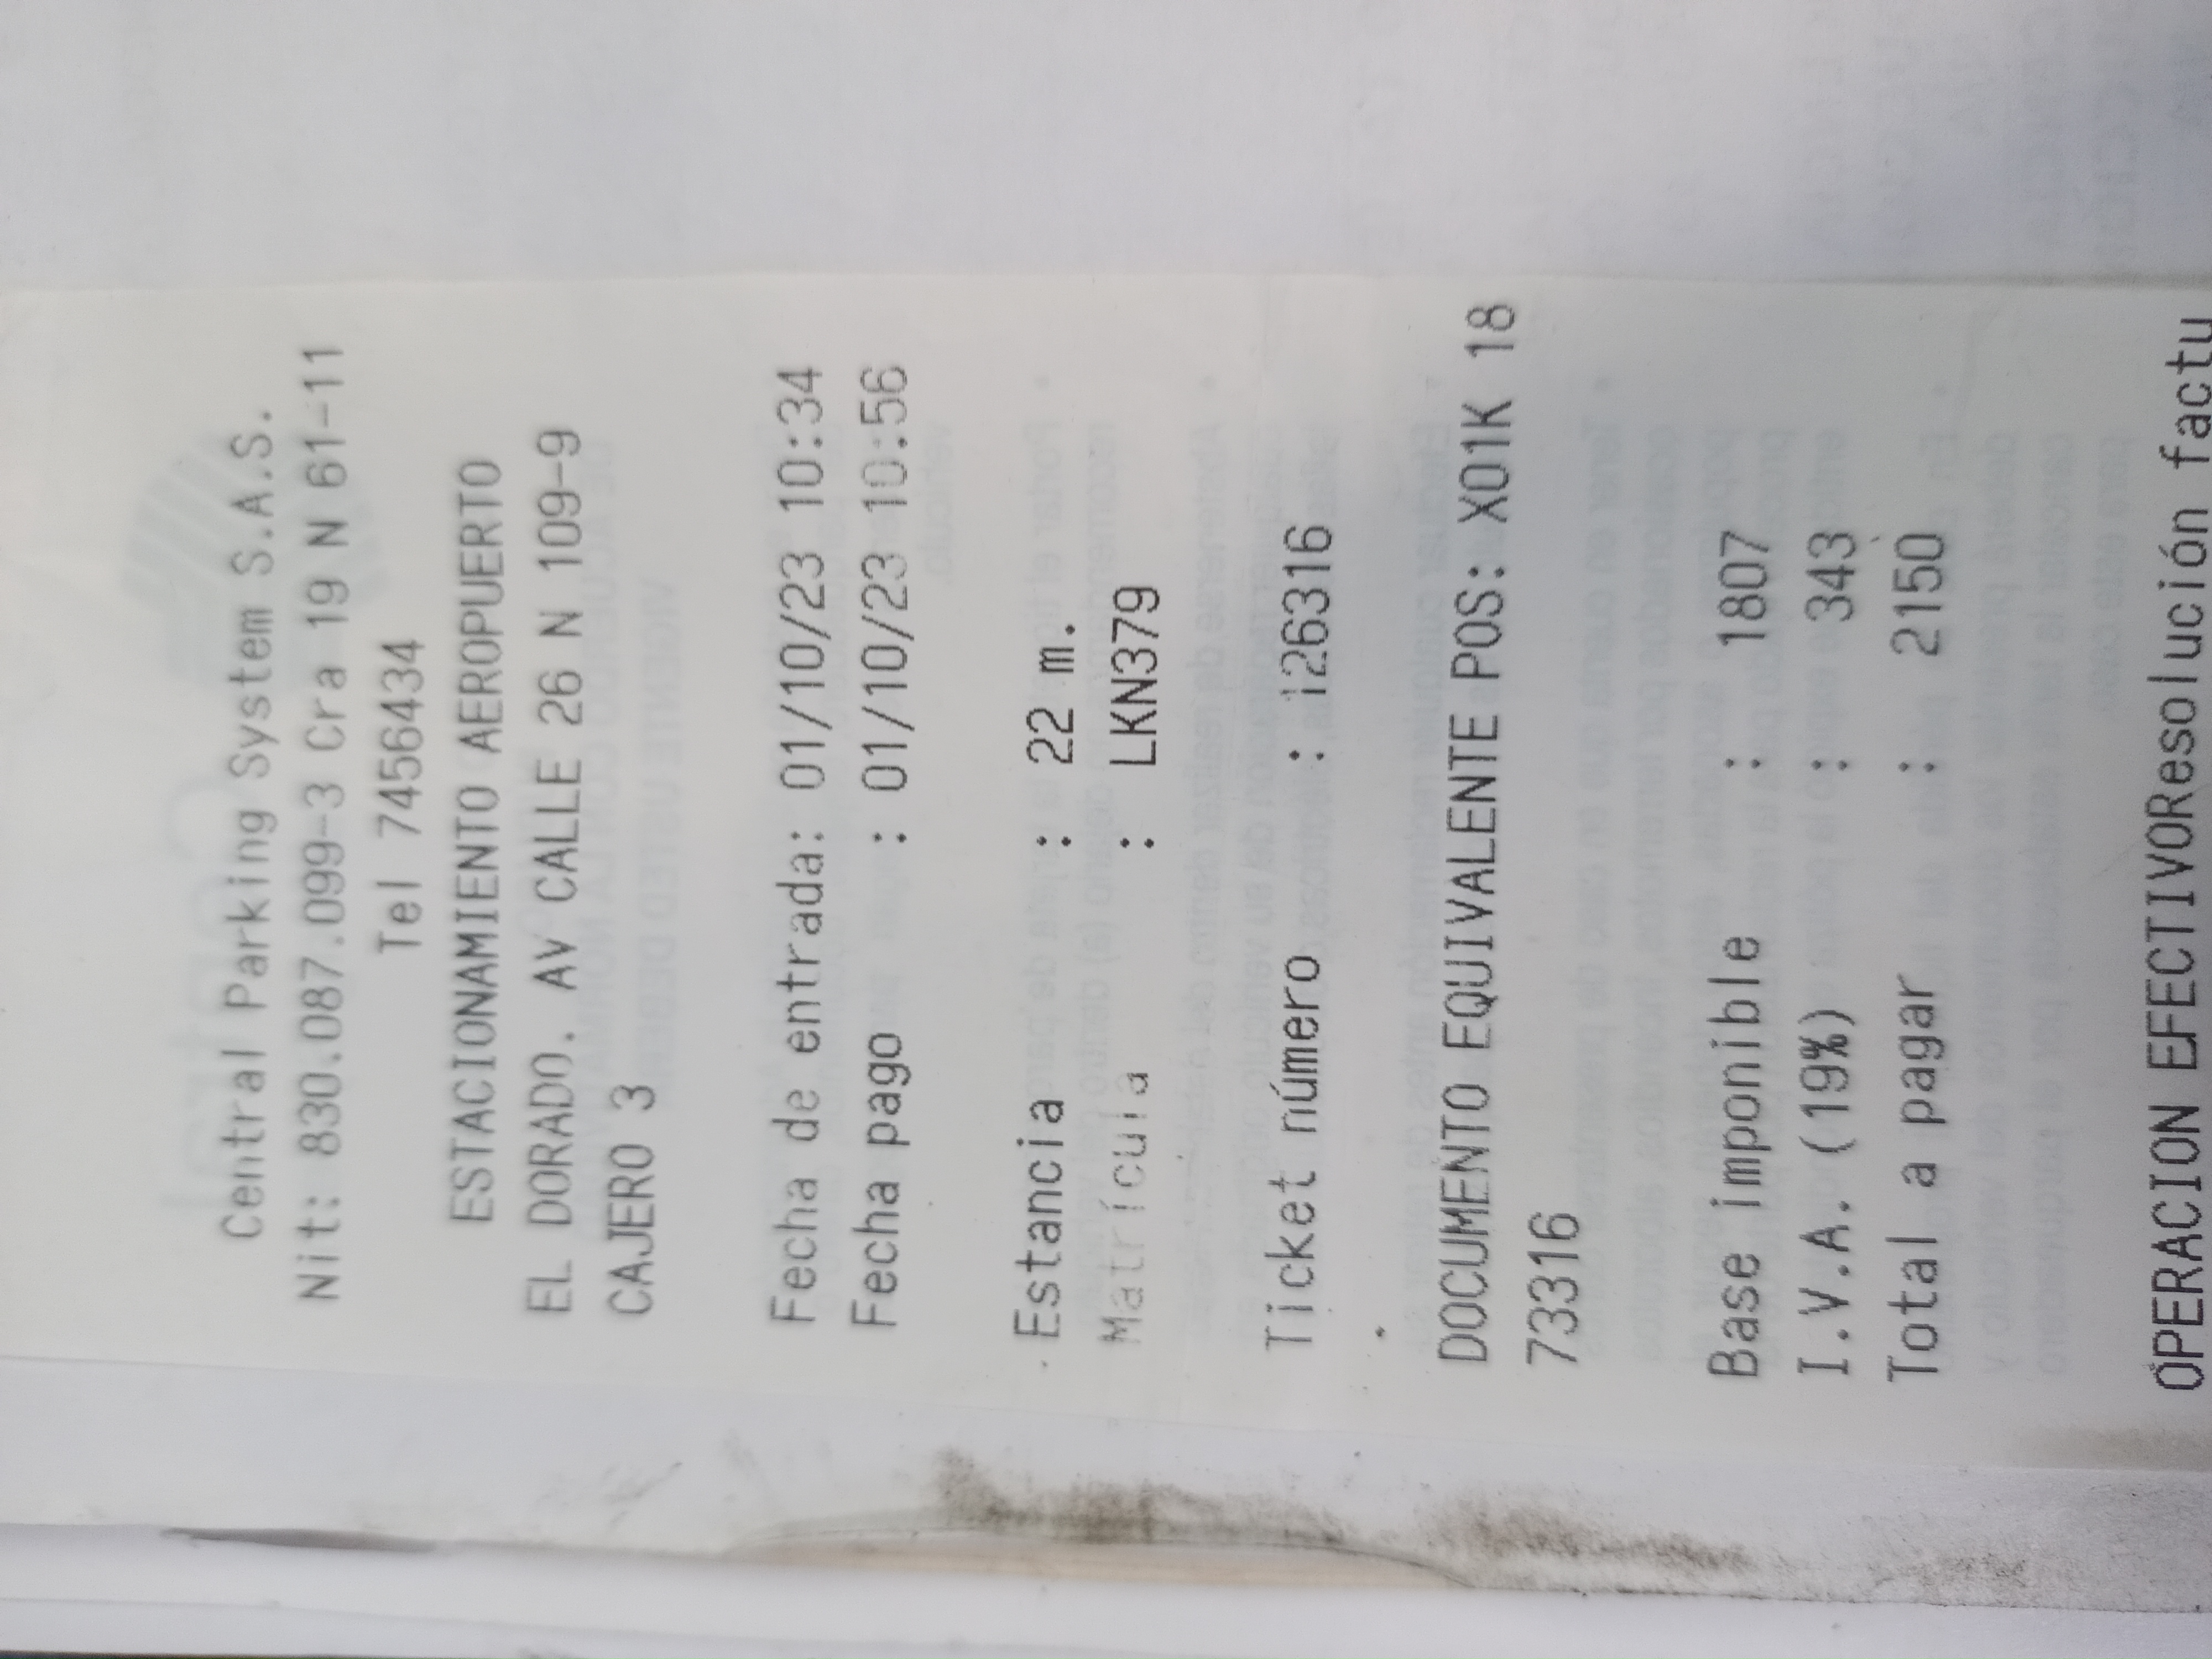 Central Parking System S.A.S.
Nit: 830.087.099-3 Cra 19 N 61-11
Tel 7456434
ESTACIONAMIENTO AEROPUERTO
EL DORADO. AV CALLE 26 N 109-9
CAJERO 3
Fecha de entrada: 01/10/23 10:34
Fecha pago : 01/10/23 10:56
Estancia : 22 m.
Matrícula : LKN379
Ticket número : 126316
DOCUMENTO EQUIVALENTE POS: X01K 18
73316
Base imponible : 1807
I.V.A. (19%) : 343
Total a pagar : 2150
OPERACION EFECTIVOResolución factu